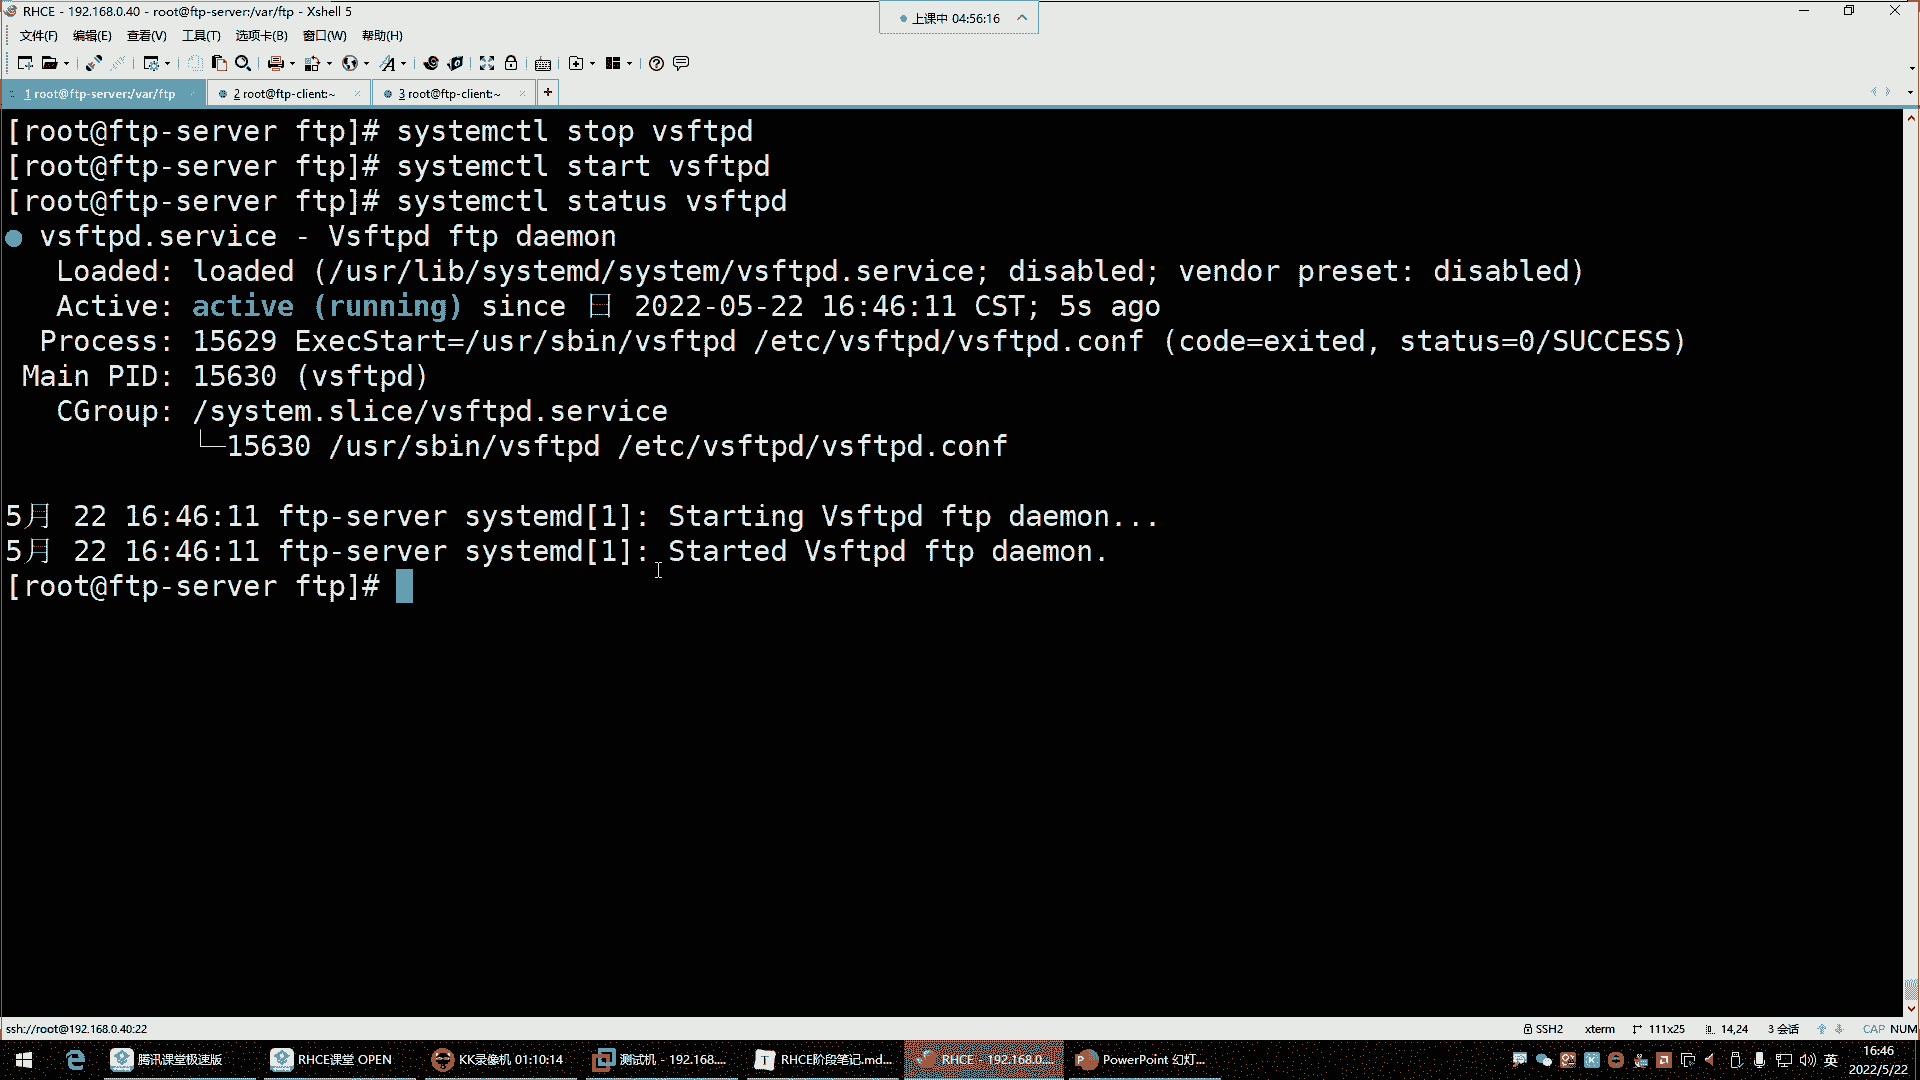 RHCE - 192.168.0.40 - root@ftp-server:/var/ftp - Xshell 5
上课中 04:56:16
文件(F) 编辑(E) 查看(V) 工具(T) 选项卡(B) 窗口(W) 帮助(H)
1 root@ftp-server:/var/ftp 2 root@ftp-client:~ 3 root@ftp-client:~
[root@ftp-server ftp]# systemctl stop vsftpd
[root@ftp-server ftp]# systemctl start vsftpd
[root@ftp-server ftp]# systemctl status vsftpd
● vsftpd.service - Vsftpd ftp daemon
Loaded: loaded (/usr/lib/systemd/system/vsftpd.service; disabled; vendor preset: disabled)
Active: active (running) since 日 2022-05-22 16:46:11 CST; 5s ago
Process: 15629 ExecStart=/usr/sbin/vsftpd /etc/vsftpd/vsftpd.conf (code=exited, status=0/SUCCESS)
Main PID: 15630 (vsftpd)
CGroup: /system.slice/vsftpd.service
└─15630 /usr/sbin/vsftpd /etc/vsftpd/vsftpd.conf
5月 22 16:46:11 ftp-server systemd[1]: Starting Vsftpd ftp daemon...
5月 22 16:46:11 ftp-server systemd[1]: Started Vsftpd ftp daemon.
[root@ftp-server ftp]#
ssh://root@192.168.0.40:22 SSH2 xterm 111x25 14,24 3 会话 CAP NUM
腾讯课堂极速版 RHCE课堂 OPEN KK录像机 01:10:14 测试机 - 192.168.... RHCE阶段笔记.md... RHCE - 192.168.0... PowerPoint 幻灯... 英 16:46
2022/5/22